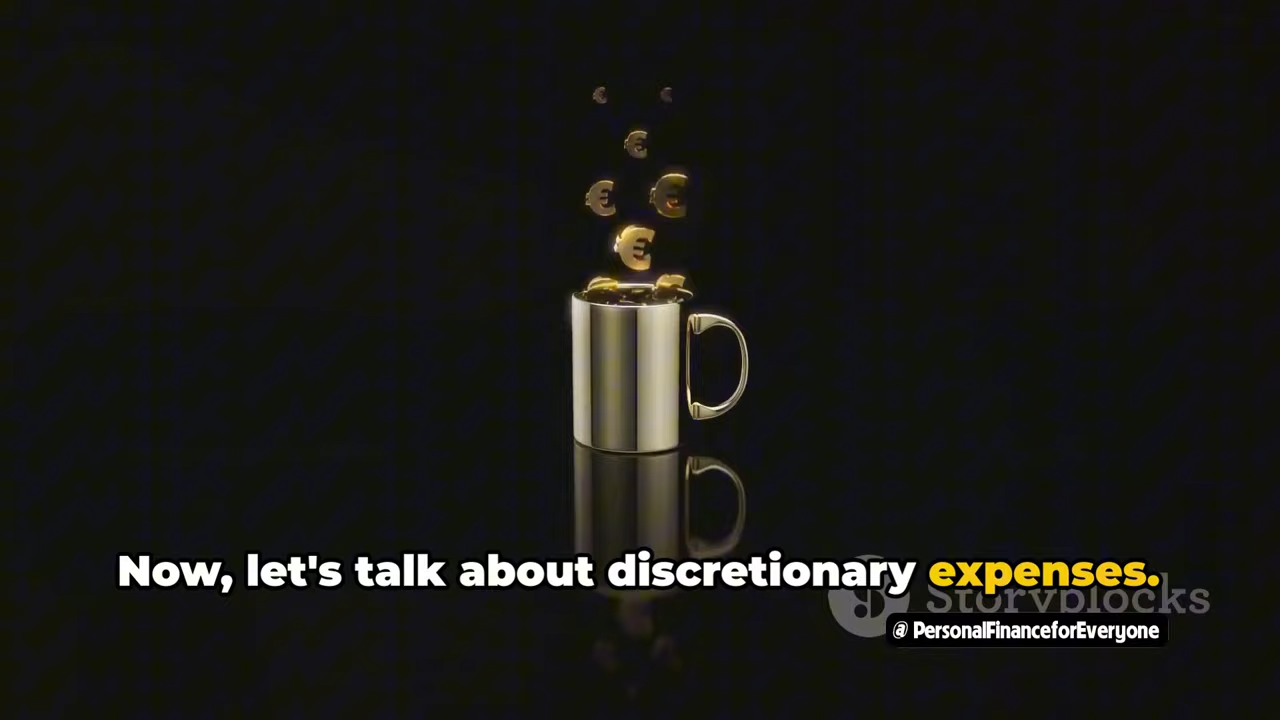 € €
€
€ €
€
Now, let's talk about discretionary expenses.
Storyblocks
@ PersonalFinanceforEveryone